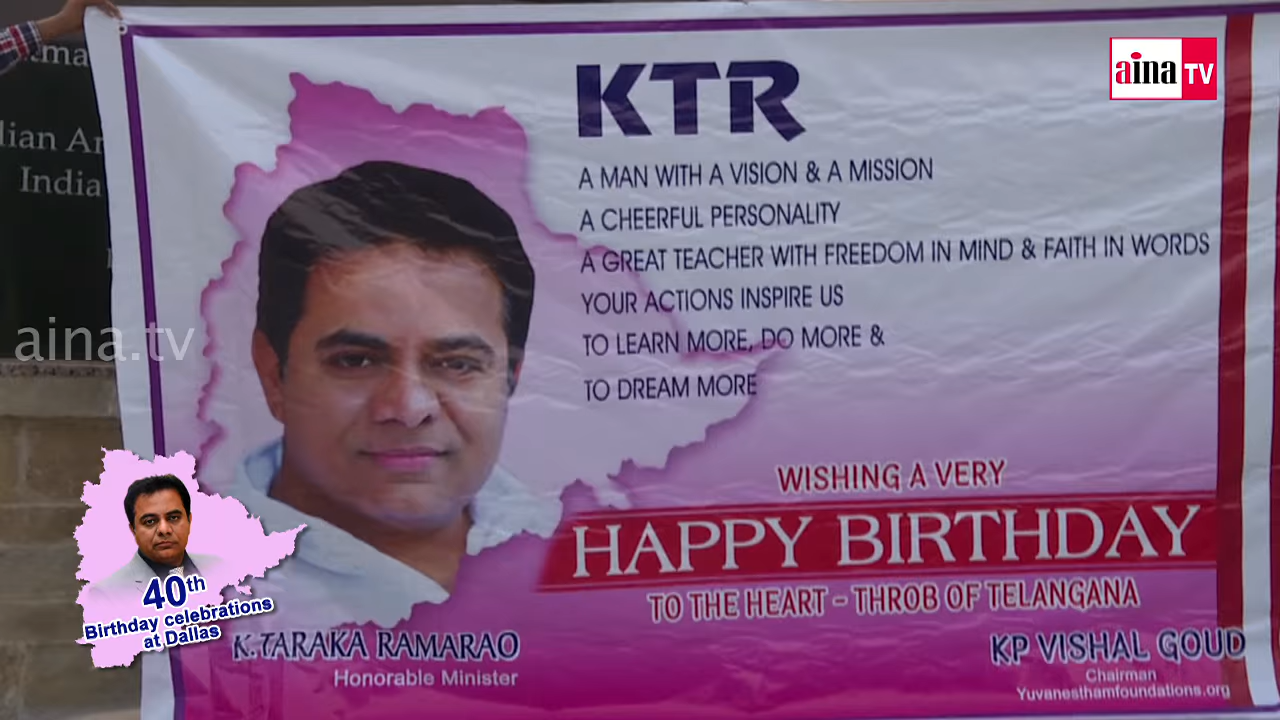 aina TV
KTR
A MAN WITH A VISION & A MISSION
A CHEERFUL PERSONALITY
A GREAT TEACHER WITH FREEDOM IN MIND & FAITH IN WORDS
YOUR ACTIONS INSPIRE US
TO LEARN MORE, DO MORE &
TO DREAM MORE
WISHING A VERY
HAPPY BIRTHDAY
TO THE HEART - THROB OF TELANGANA
K.TARAKA RAMARAO
Honorable Minister
KP VISHAL GOUD
Chairman
Yuvanesthamfoundations.org
India
aina.tv
40th
Birthday celebrations
at Dallas